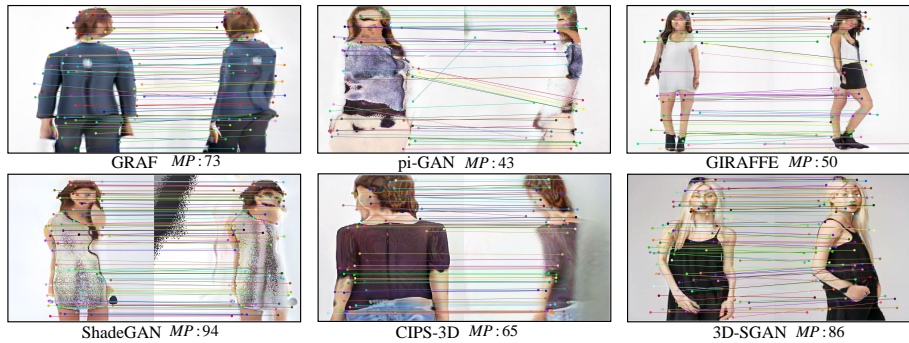 GRAF MP:73
pi-GAN MP:43
GIRAFFE MP:50
ShadeGAN MP:94
CIPS-3D MP:65
3D-SGAN MP:86